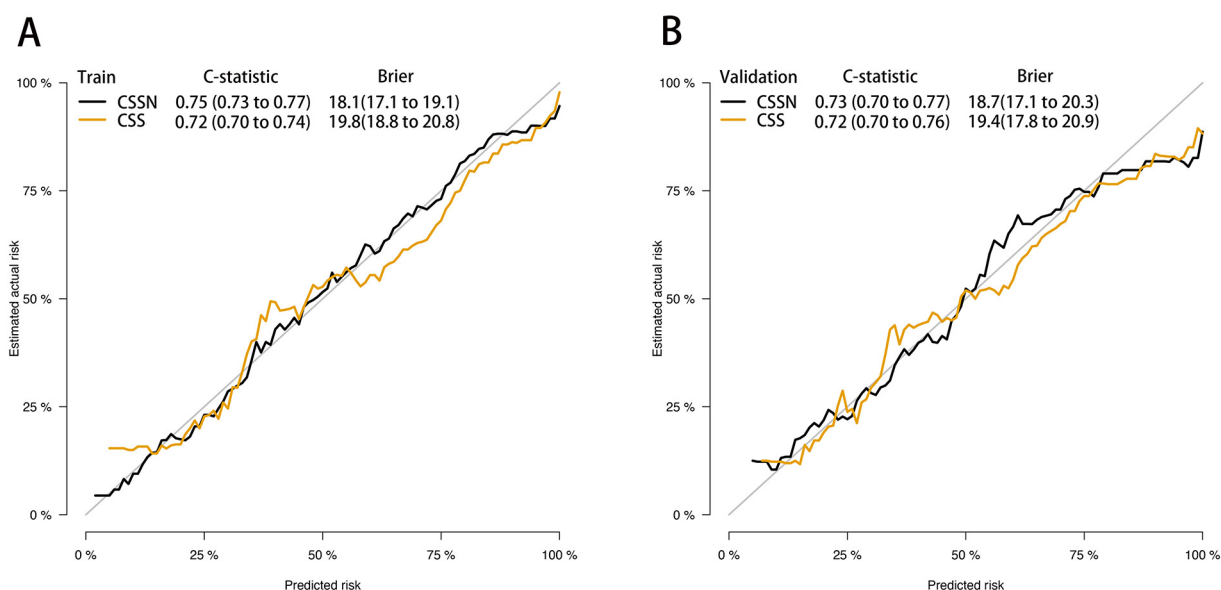 A
Train C-statistic Brier
CSSN 0.75 (0.73 to 0.77) 18.1(17.1 to 19.1)
CSS 0.72 (0.70 to 0.74) 19.8(18.8 to 20.8)
100 %
75 %
50 %
25 %
0 %
Estimated actual risk
0 % 25 % 50 % 75 % 100 %
Predicted risk
B
Validation C-statistic Brier
CSSN 0.73 (0.70 to 0.77) 18.7(17.1 to 20.3)
CSS 0.72 (0.70 to 0.76) 19.4(17.8 to 20.9)
100 %
75 %
50 %
25 %
0 %
Estimated actual risk
0 % 25 % 50 % 75 % 100 %
Predicted risk